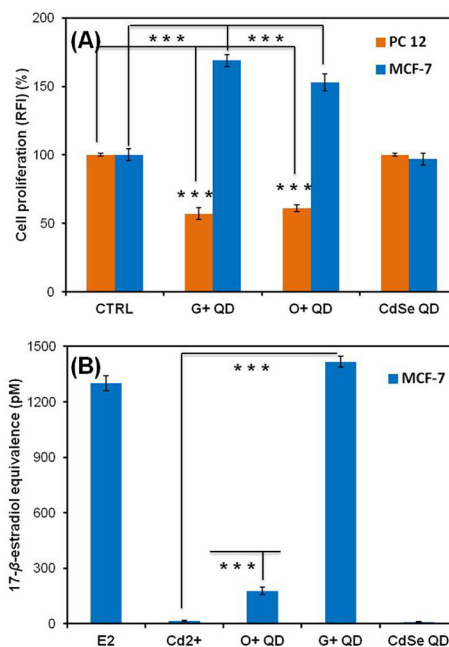 (A)
* * *
* * *
PC 12
MCF-7
* * *
* * *
200
150
100
50
0
Cell proliferation (RFI) (%)
CTRL G+ QD O+ QD CdSe QD
(B)
* * *
MCF-7
* * *
1500
1200
900
600
300
0
17-β-estradiol equivalence (pM)
E2 Cd2+ O+ QD G+ QD CdSe QD